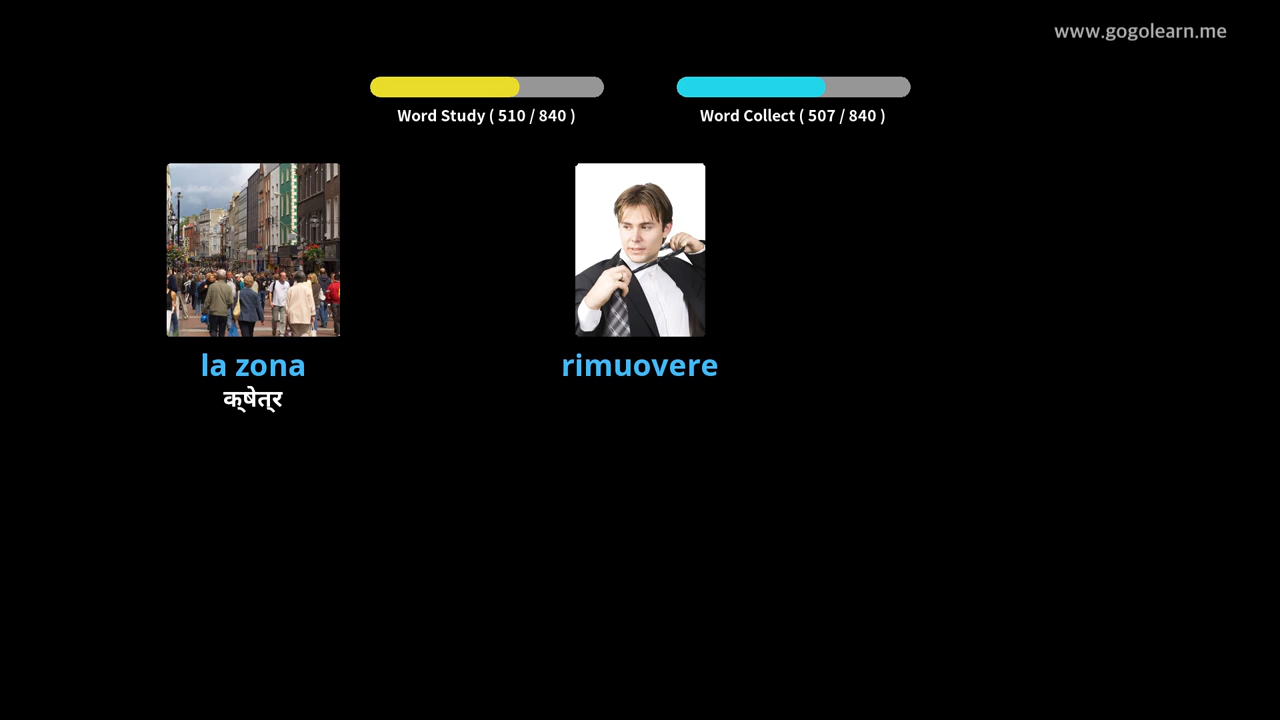 www.gogolearn.me
Word Study ( 510 / 840 )
Word Collect ( 507 / 840 )
la zona
क्षेत्र
rimuovere